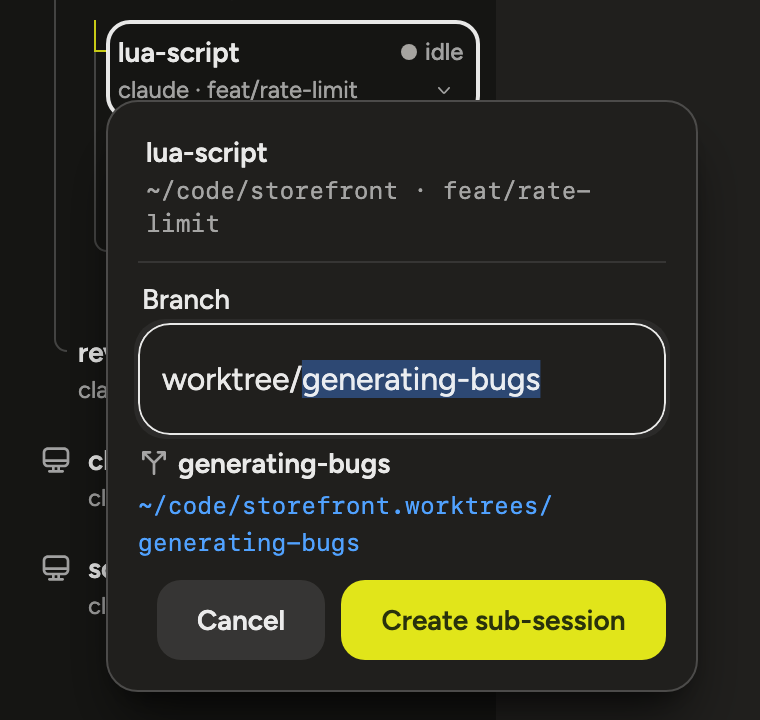 lua-script
idle
claude · feat/rate-limit
lua-script
~/code/storefront · feat/rate-
limit
Branch
worktree/generating-bugs
generating-bugs
~/code/storefront.worktrees/
generating-bugs
Cancel
Create sub-session